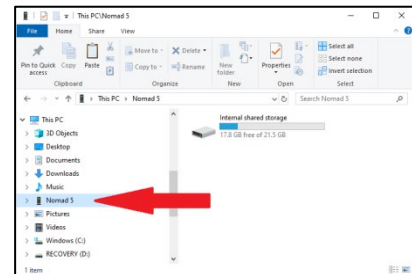 This PC\Nomad 5
File Home Share View
Pin to Quick access
Copy
Paste
Move to
Copy to
Delete
Rename
New folder
Properties
Select all
Select none
Invert selection
Clipboard Organize New Open Select
This PC › Nomad 5
Search Nomad 5
This PC
3D Objects
Desktop
Documents
Downloads
Music
Nomad 5
Pictures
Videos
Windows (C:)
RECOVERY (D:)
Internal shared storage
17.8 GB free of 21.5 GB
1 item